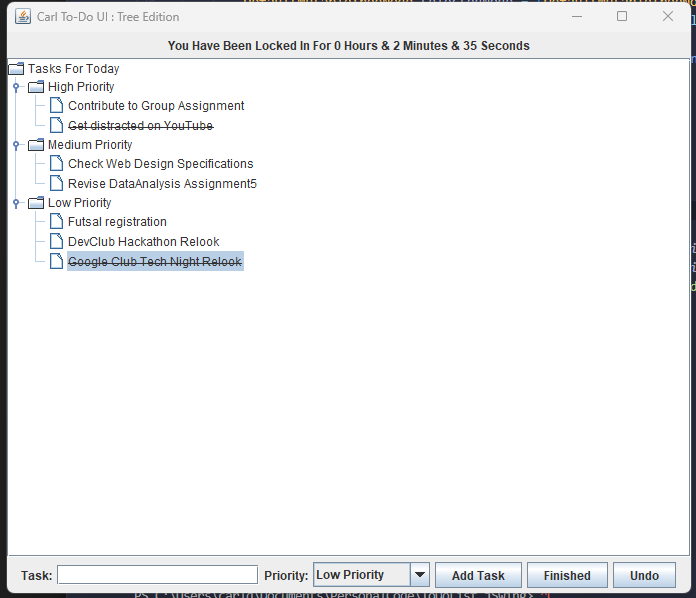 Carl To-Do UI : Tree Edition
You Have Been Locked In For 0 Hours & 2 Minutes & 35 Seconds
Tasks For Today
High Priority
Contribute to Group Assignment
Get distracted on YouTube
Medium Priority
Check Web Design Specifications
Revise DataAnalysis Assignment5
Low Priority
Futsal registration
DevClub Hackathon Relook
Google Club Tech Night Relook
Task: Priority: Low Priority Add Task Finished Undo